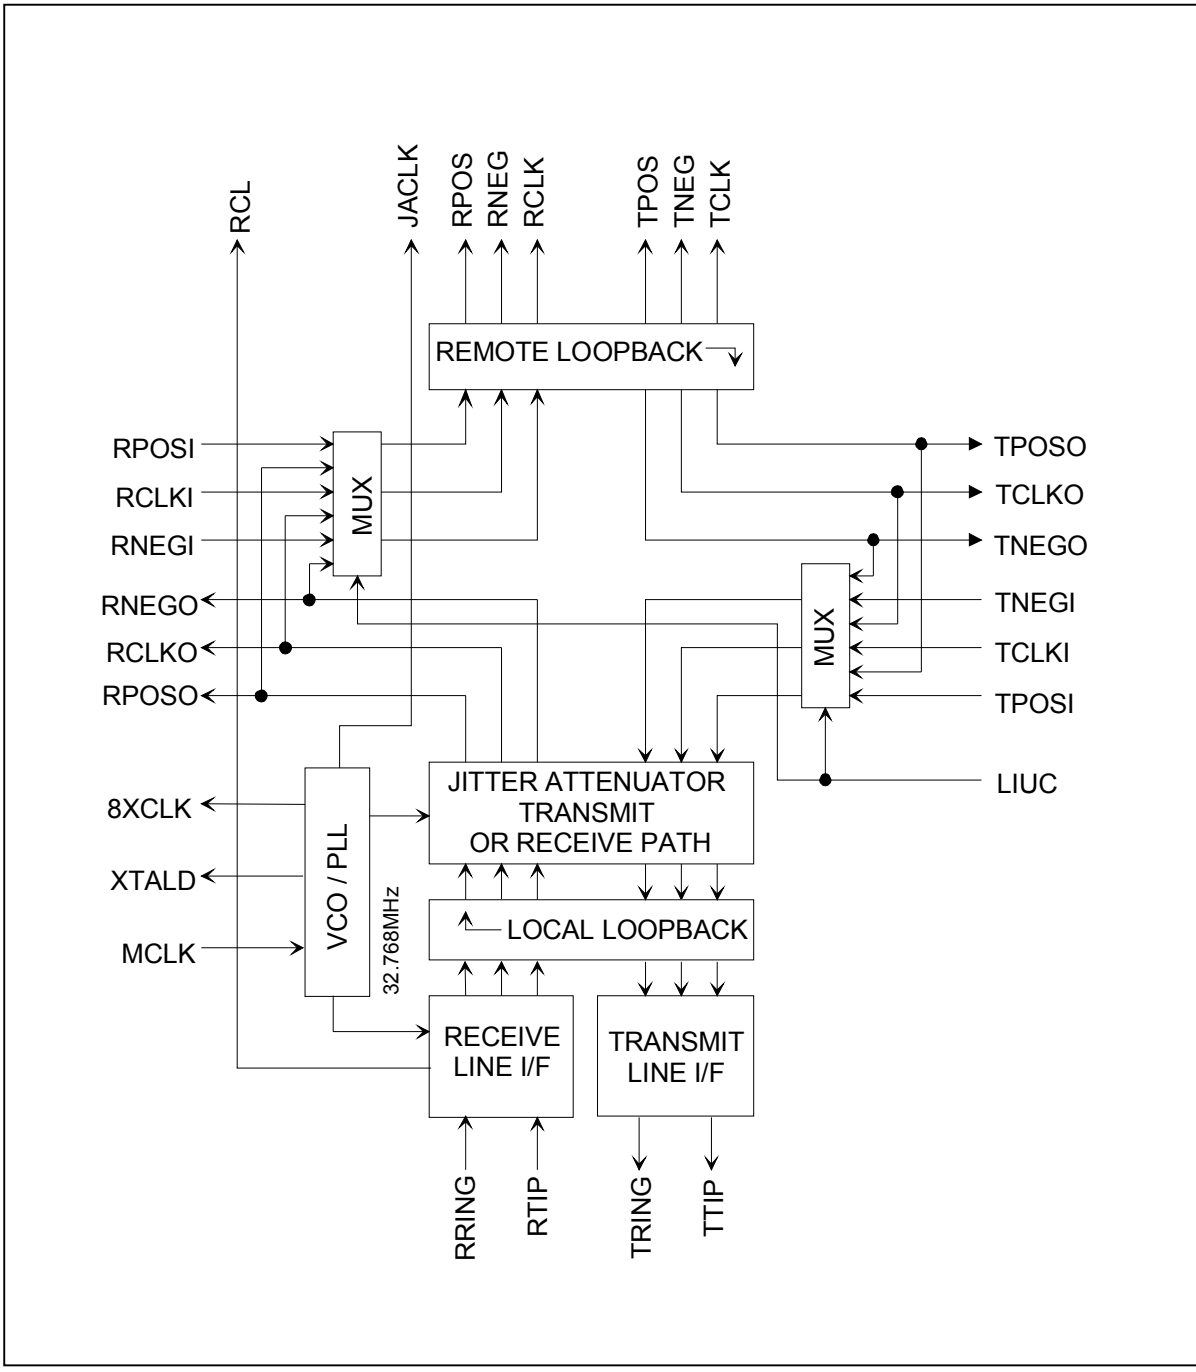 RCL
JACLK
RPOS
RNEG
RCLK
TPOS
TNEG
TCLK
REMOTE LOOPBACK
RPOSI
RCLKI
RNEGI
RNEGO
RCLKO
RPOSO
MUX
TPOSO
TCLKO
TNEGO
TNEGI
TCLKI
TPOSI
MUX
LIUC
8XCLK
XTALD
MCLK
VCO / PLL
32.768MHz
JITTER ATTENUATOR
TRANSMIT
OR RECEIVE PATH
LOCAL LOOPBACK
RECEIVE
LINE I/F
TRANSMIT
LINE I/F
RRING
RTIP
TRING
TTIP